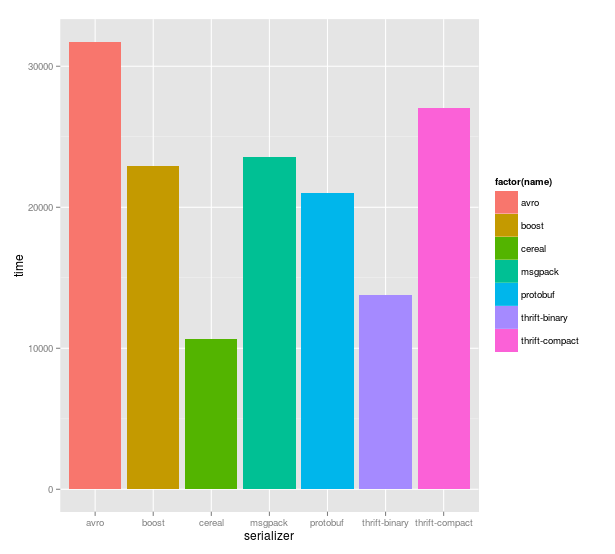 30000
20000
10000
0
time
avro boost cereal msgpack protobuf thrift-binary thrift-compact
serializer
factor(name)
avro
boost
cereal
msgpack
protobuf
thrift-binary
thrift-compact